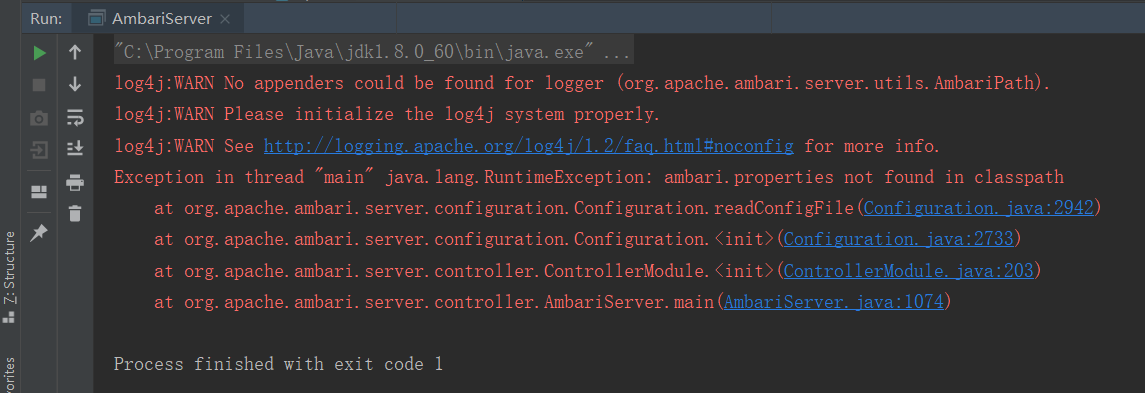 Run: AmbariServer ×
"C:\Program Files\Java\jdk1.8.0_60\bin\java.exe" ...
log4j:WARN No appenders could be found for logger (org.apache.ambari.server.utils.AmbariPath).
log4j:WARN Please initialize the log4j system properly.
log4j:WARN See http://logging.apache.org/log4j/1.2/faq.html#noconfig for more info.
Exception in thread "main" java.lang.RuntimeException: ambari.properties not found in classpath
at org.apache.ambari.server.configuration.Configuration.readConfigFile(Configuration.java:2942)
at org.apache.ambari.server.configuration.Configuration.<init>(Configuration.java:2733)
at org.apache.ambari.server.controller.ControllerModule.<init>(ControllerModule.java:203)
at org.apache.ambari.server.controller.AmbariServer.main(AmbariServer.java:1074)
Process finished with exit code 1
Z: Structure